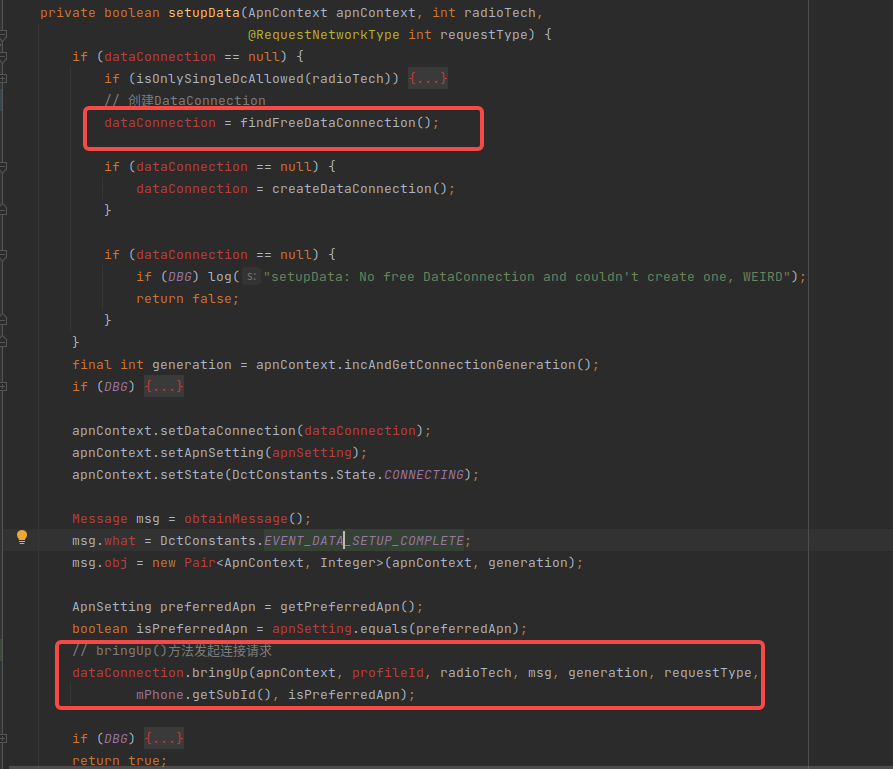 private boolean setupData(ApnContext apnContext, int radioTech,
@RequestNetworkType int requestType) {
if (dataConnection == null) {
if (isOnlySingleDcAllowed(radioTech)) {...}
// 创建DataConnection
dataConnection = findFreeDataConnection();
if (dataConnection == null) {
dataConnection = createDataConnection();
}
if (dataConnection == null) {
if (DBG) log( s: "setupData: No free DataConnection and couldn't create one, WEIRD");
return false;
}
}
final int generation = apnContext.incAndGetConnectionGeneration();
if (DBG) {...}
apnContext.setDataConnection(dataConnection);
apnContext.setApnSetting(apnSetting);
apnContext.setState(DctConstants.State.CONNECTING);
Message msg = obtainMessage();
msg.what = DctConstants.EVENT_DATA_SETUP_COMPLETE;
msg.obj = new Pair<ApnContext, Integer>(apnContext, generation);
ApnSetting preferredApn = getPreferredApn();
boolean isPreferredApn = apnSetting.equals(preferredApn);
// bringUp()方法发起连接请求
dataConnection.bringUp(apnContext, profileId, radioTech, msg, generation, requestType,
mPhone.getSubId(), isPreferredApn);
if (DBG) {...}
return true;